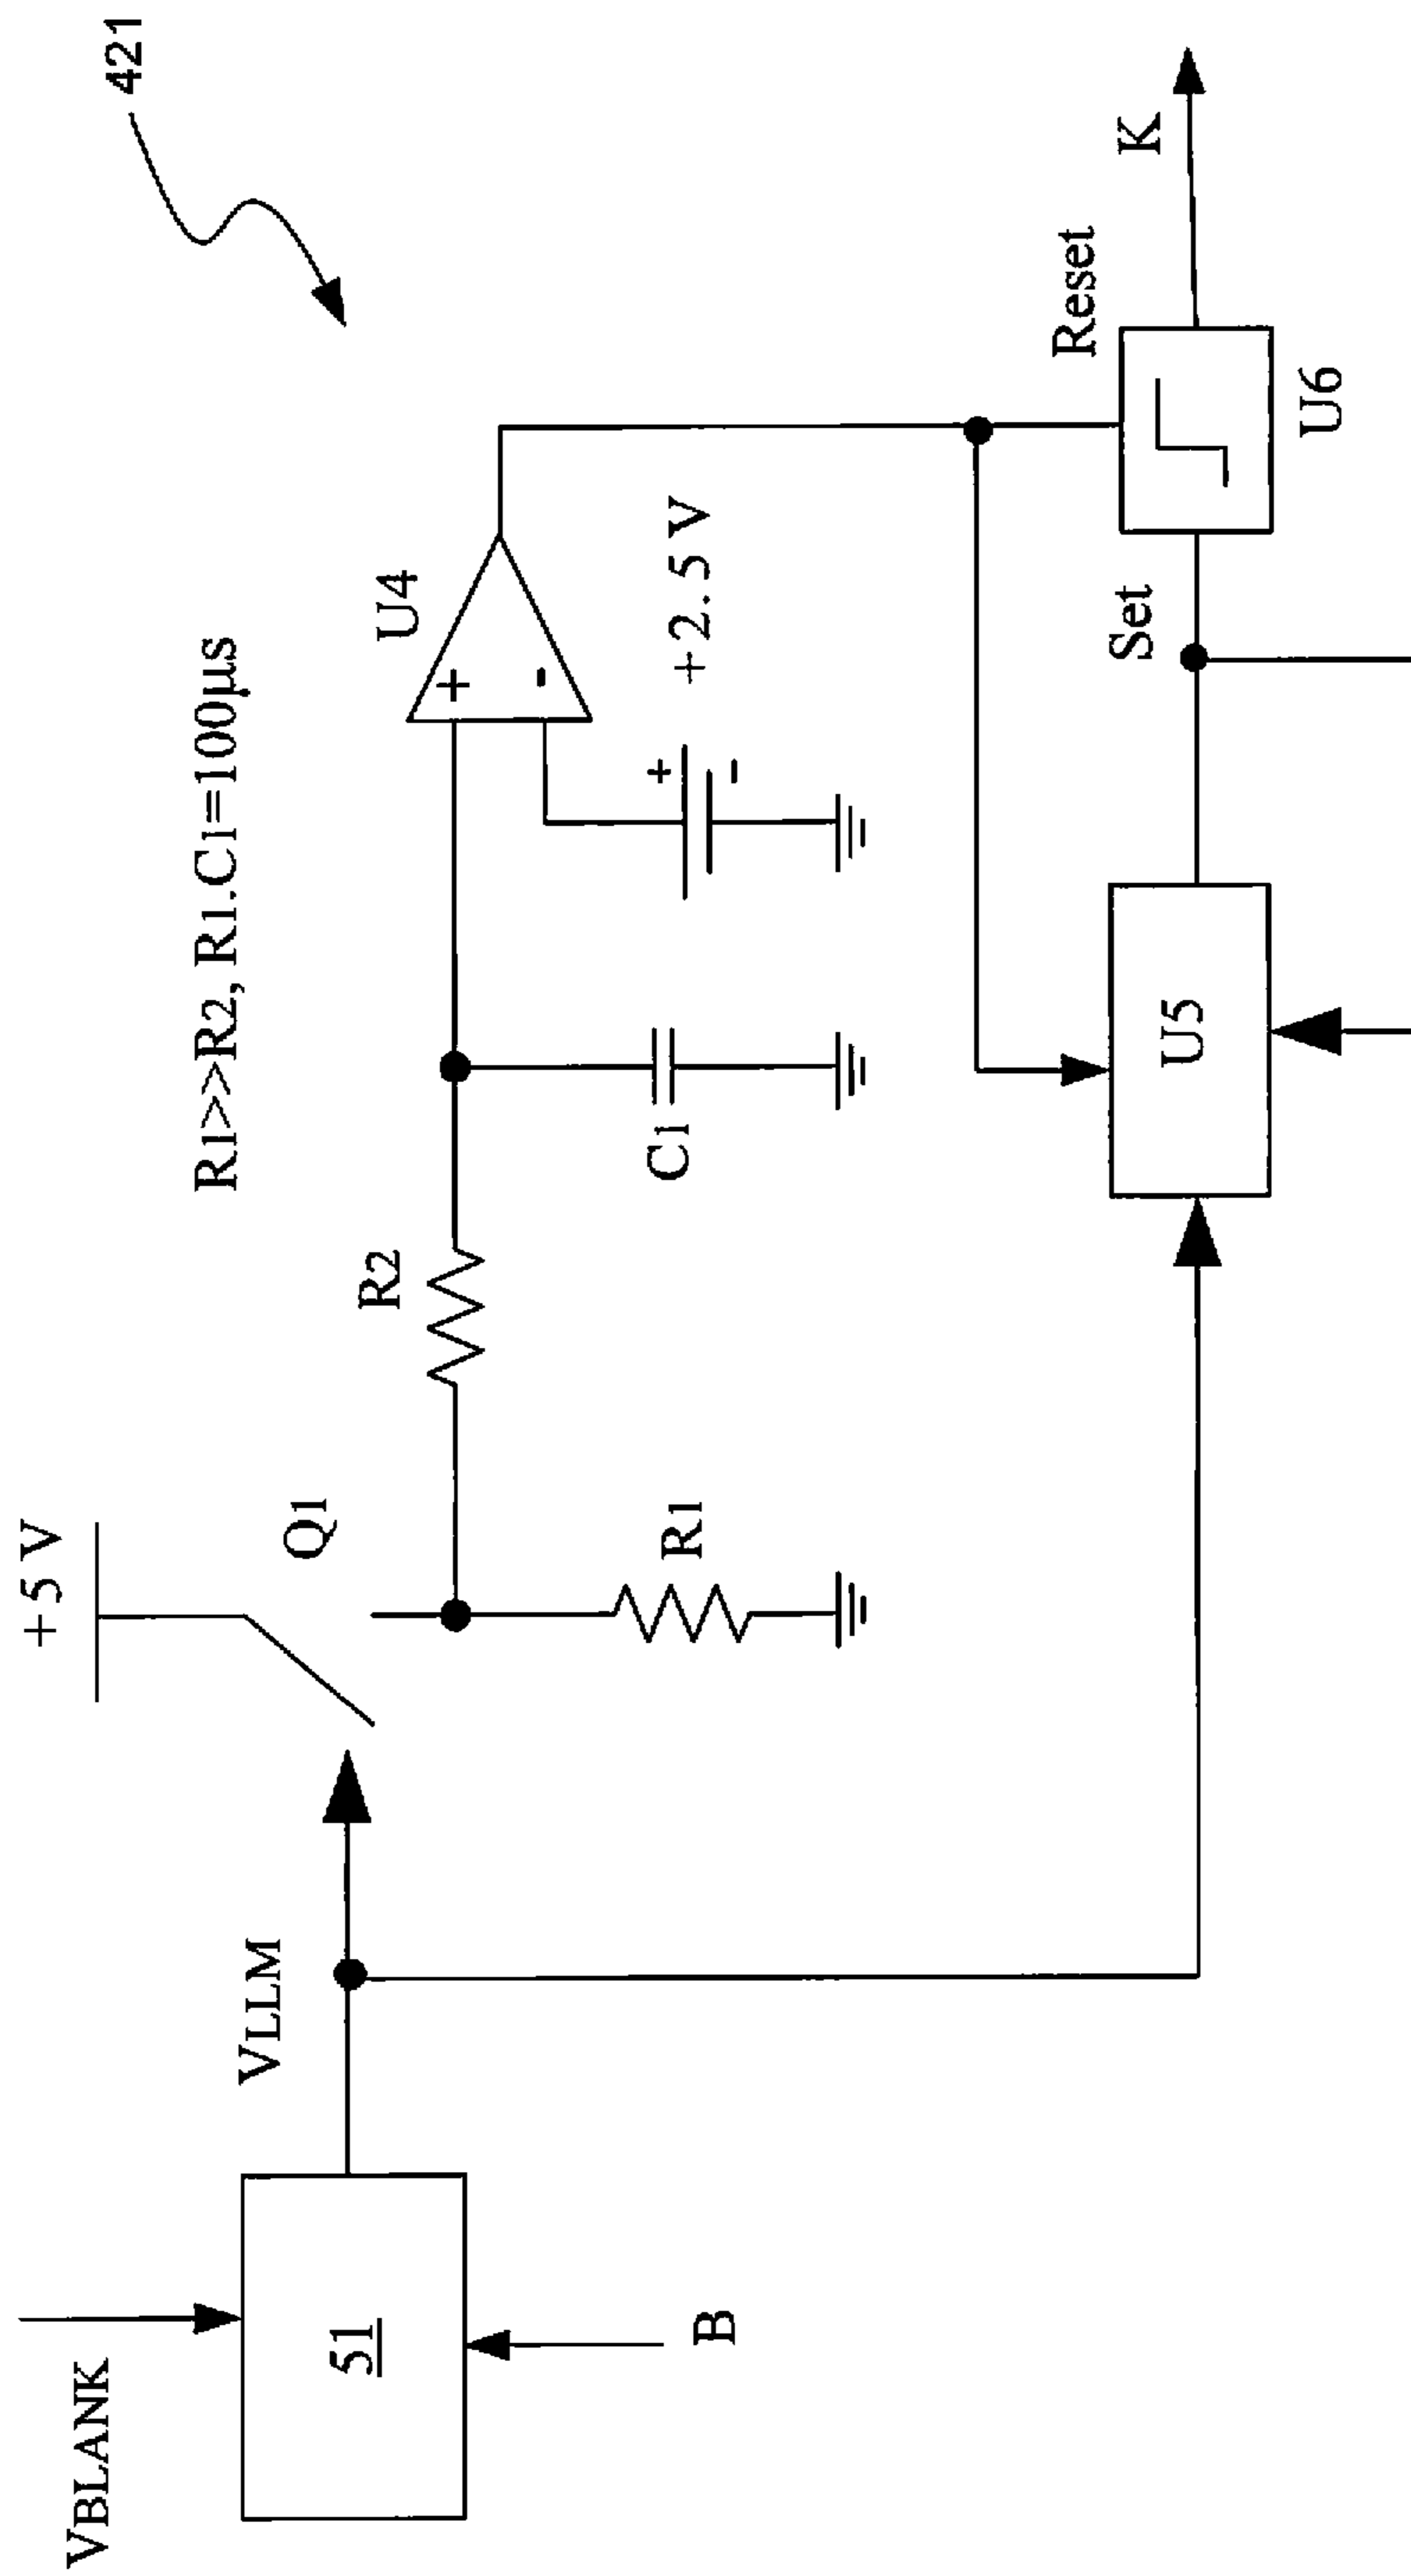 421
+5 V
R1>>R2, R1.C1=100µs
VBLANK
VLLM
Q1
R2
U4
+
-
51
B
R1
C1
+
-
+2.5 V
Reset
K
Set
U5
U6